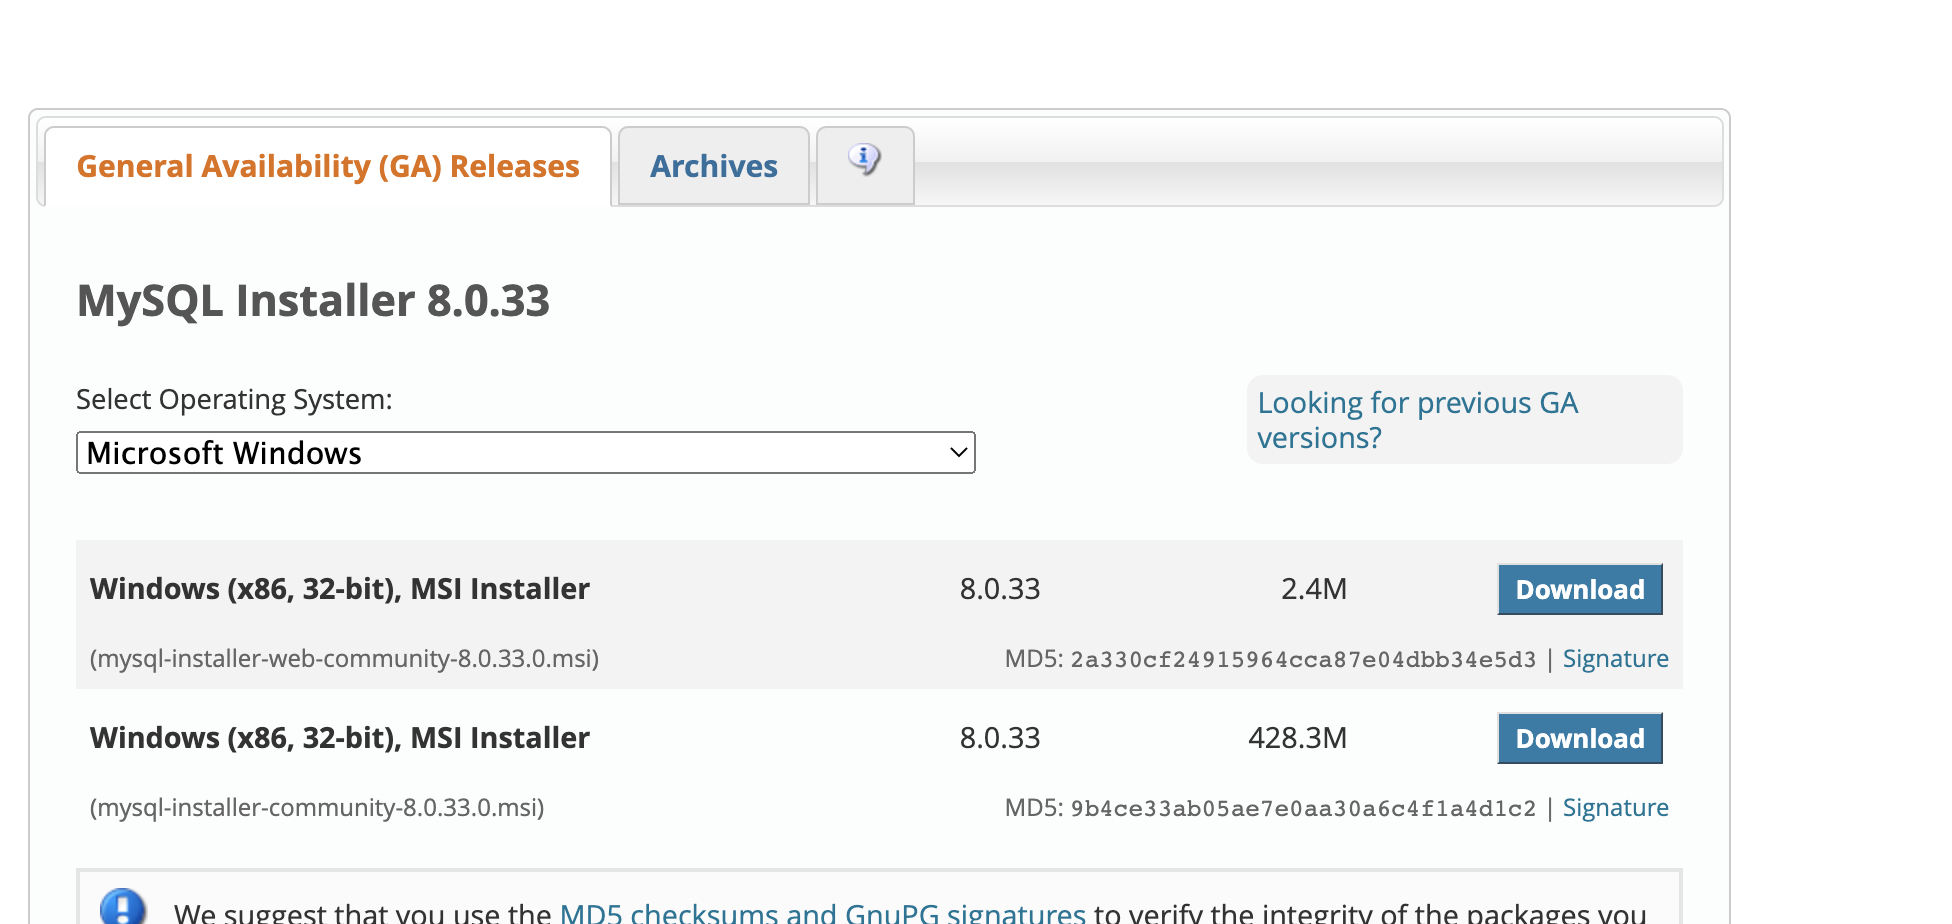 General Availability (GA) Releases
Archives
MySQL Installer 8.0.33
Select Operating System:
Microsoft Windows
Looking for previous GA
versions?
Windows (x86, 32-bit), MSI Installer 8.0.33 2.4M Download
(mysql-installer-web-community-8.0.33.0.msi) MD5: 2a330cf24915964cca87e04dbb34e5d3 | Signature
Windows (x86, 32-bit), MSI Installer 8.0.33 428.3M Download
(mysql-installer-community-8.0.33.0.msi) MD5: 9b4ce33ab05ae7e0aa30a6c4f1a4d1c2 | Signature
We suggest that you use the MD5 checksums and GnuPG signatures to verify the integrity of the packages you